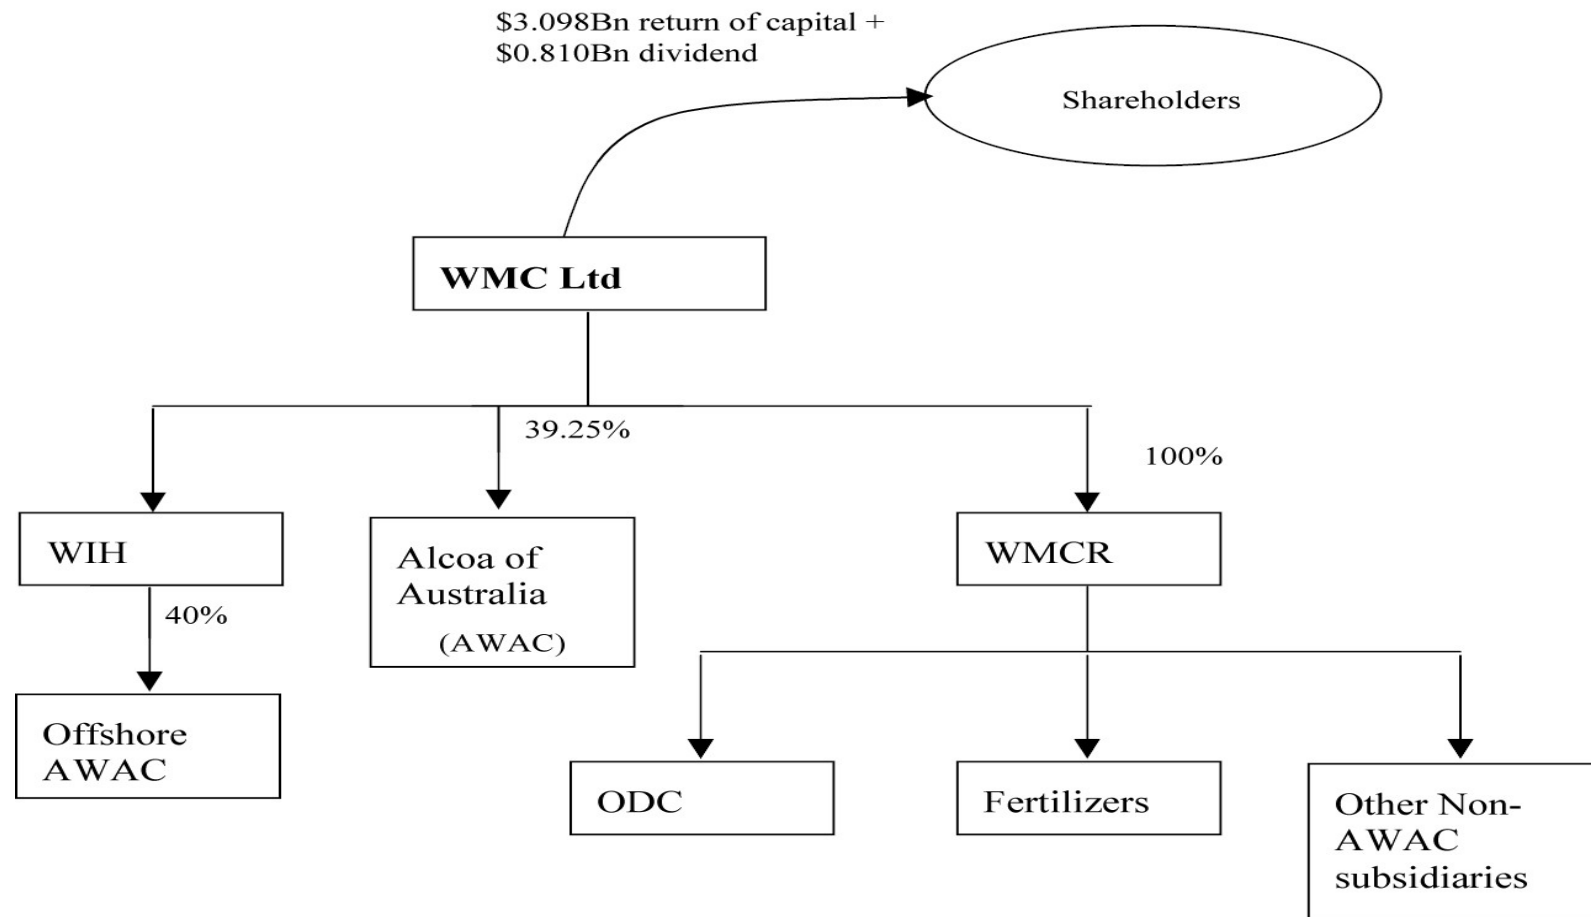 $3.098Bn return of capital +
$0.810Bn dividend
Shareholders
WMC Ltd
39.25%
100%
WIH
Alcoa of
Australia
(AWAC)
WMCR
40%
Offshore
AWAC
ODC
Fertilizers
Other Non-
AWAC
subsidiaries